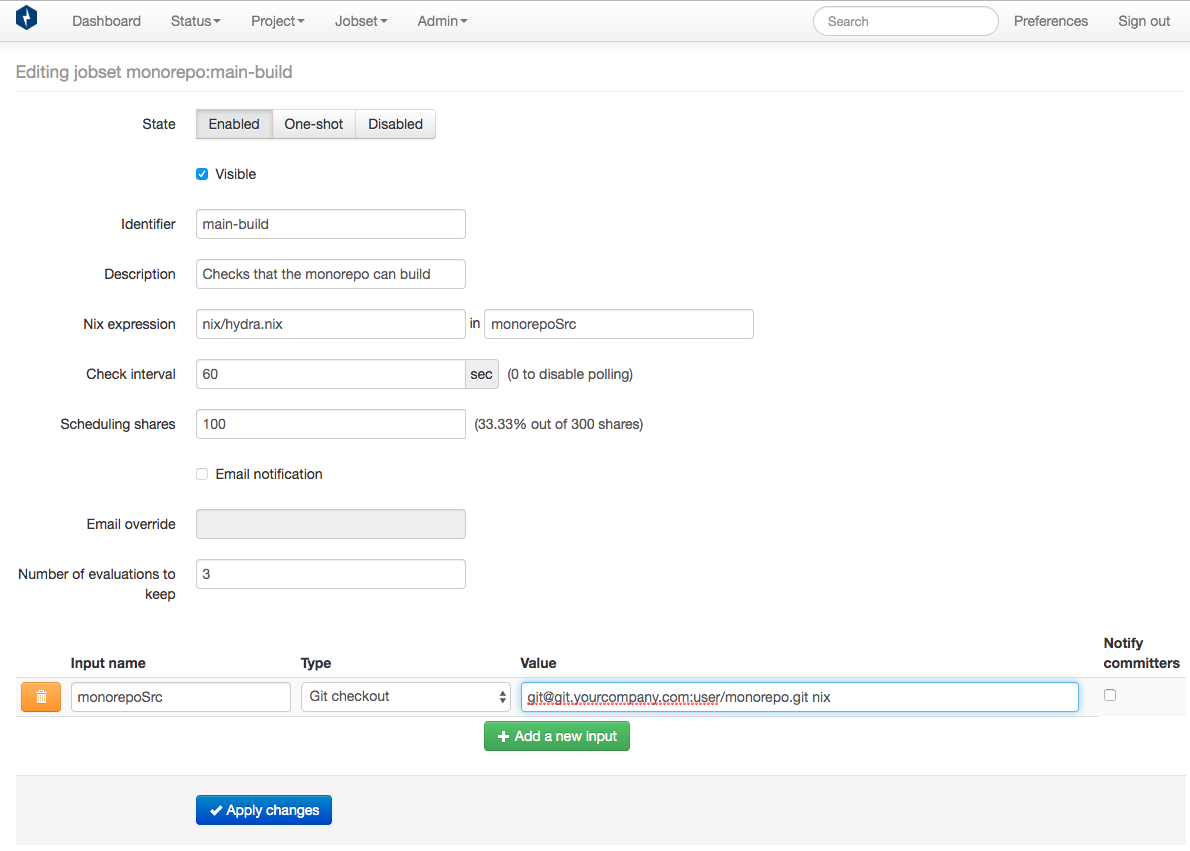 Dashboard Status Project Jobset Admin Search Preferences Sign out
Editing jobset monorepo:main-build
State Enabled One-shot Disabled
Visible
Identifier main-build
Description Checks that the monorepo can build
Nix expression nix/hydra.nix in monorepoSrc
Check interval 60 sec (0 to disable polling)
Scheduling shares 100 (33.33% out of 300 shares)
Email notification
Email override
Number of evaluations to 3
keep
Notify
Input name Type Value committers
monorepoSrc Git checkout git@git.yourcompany.com:user/monorepo.git nix
Add a new input
Apply changes